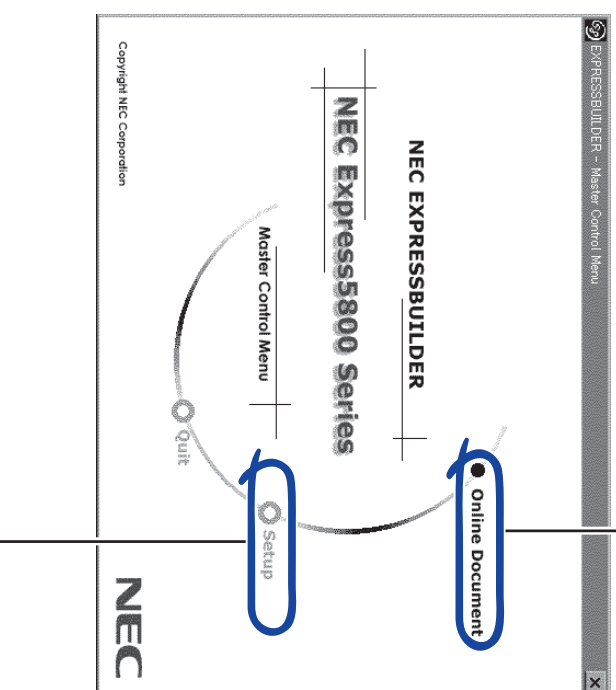 EXPRESSBUILDER - Master Control Menu
NEC EXPRESSBUILDER
NEC Express5800 Series
Online Document
Master Control Menu
Setup
Quit
Copyright NEC Corporation
NEC